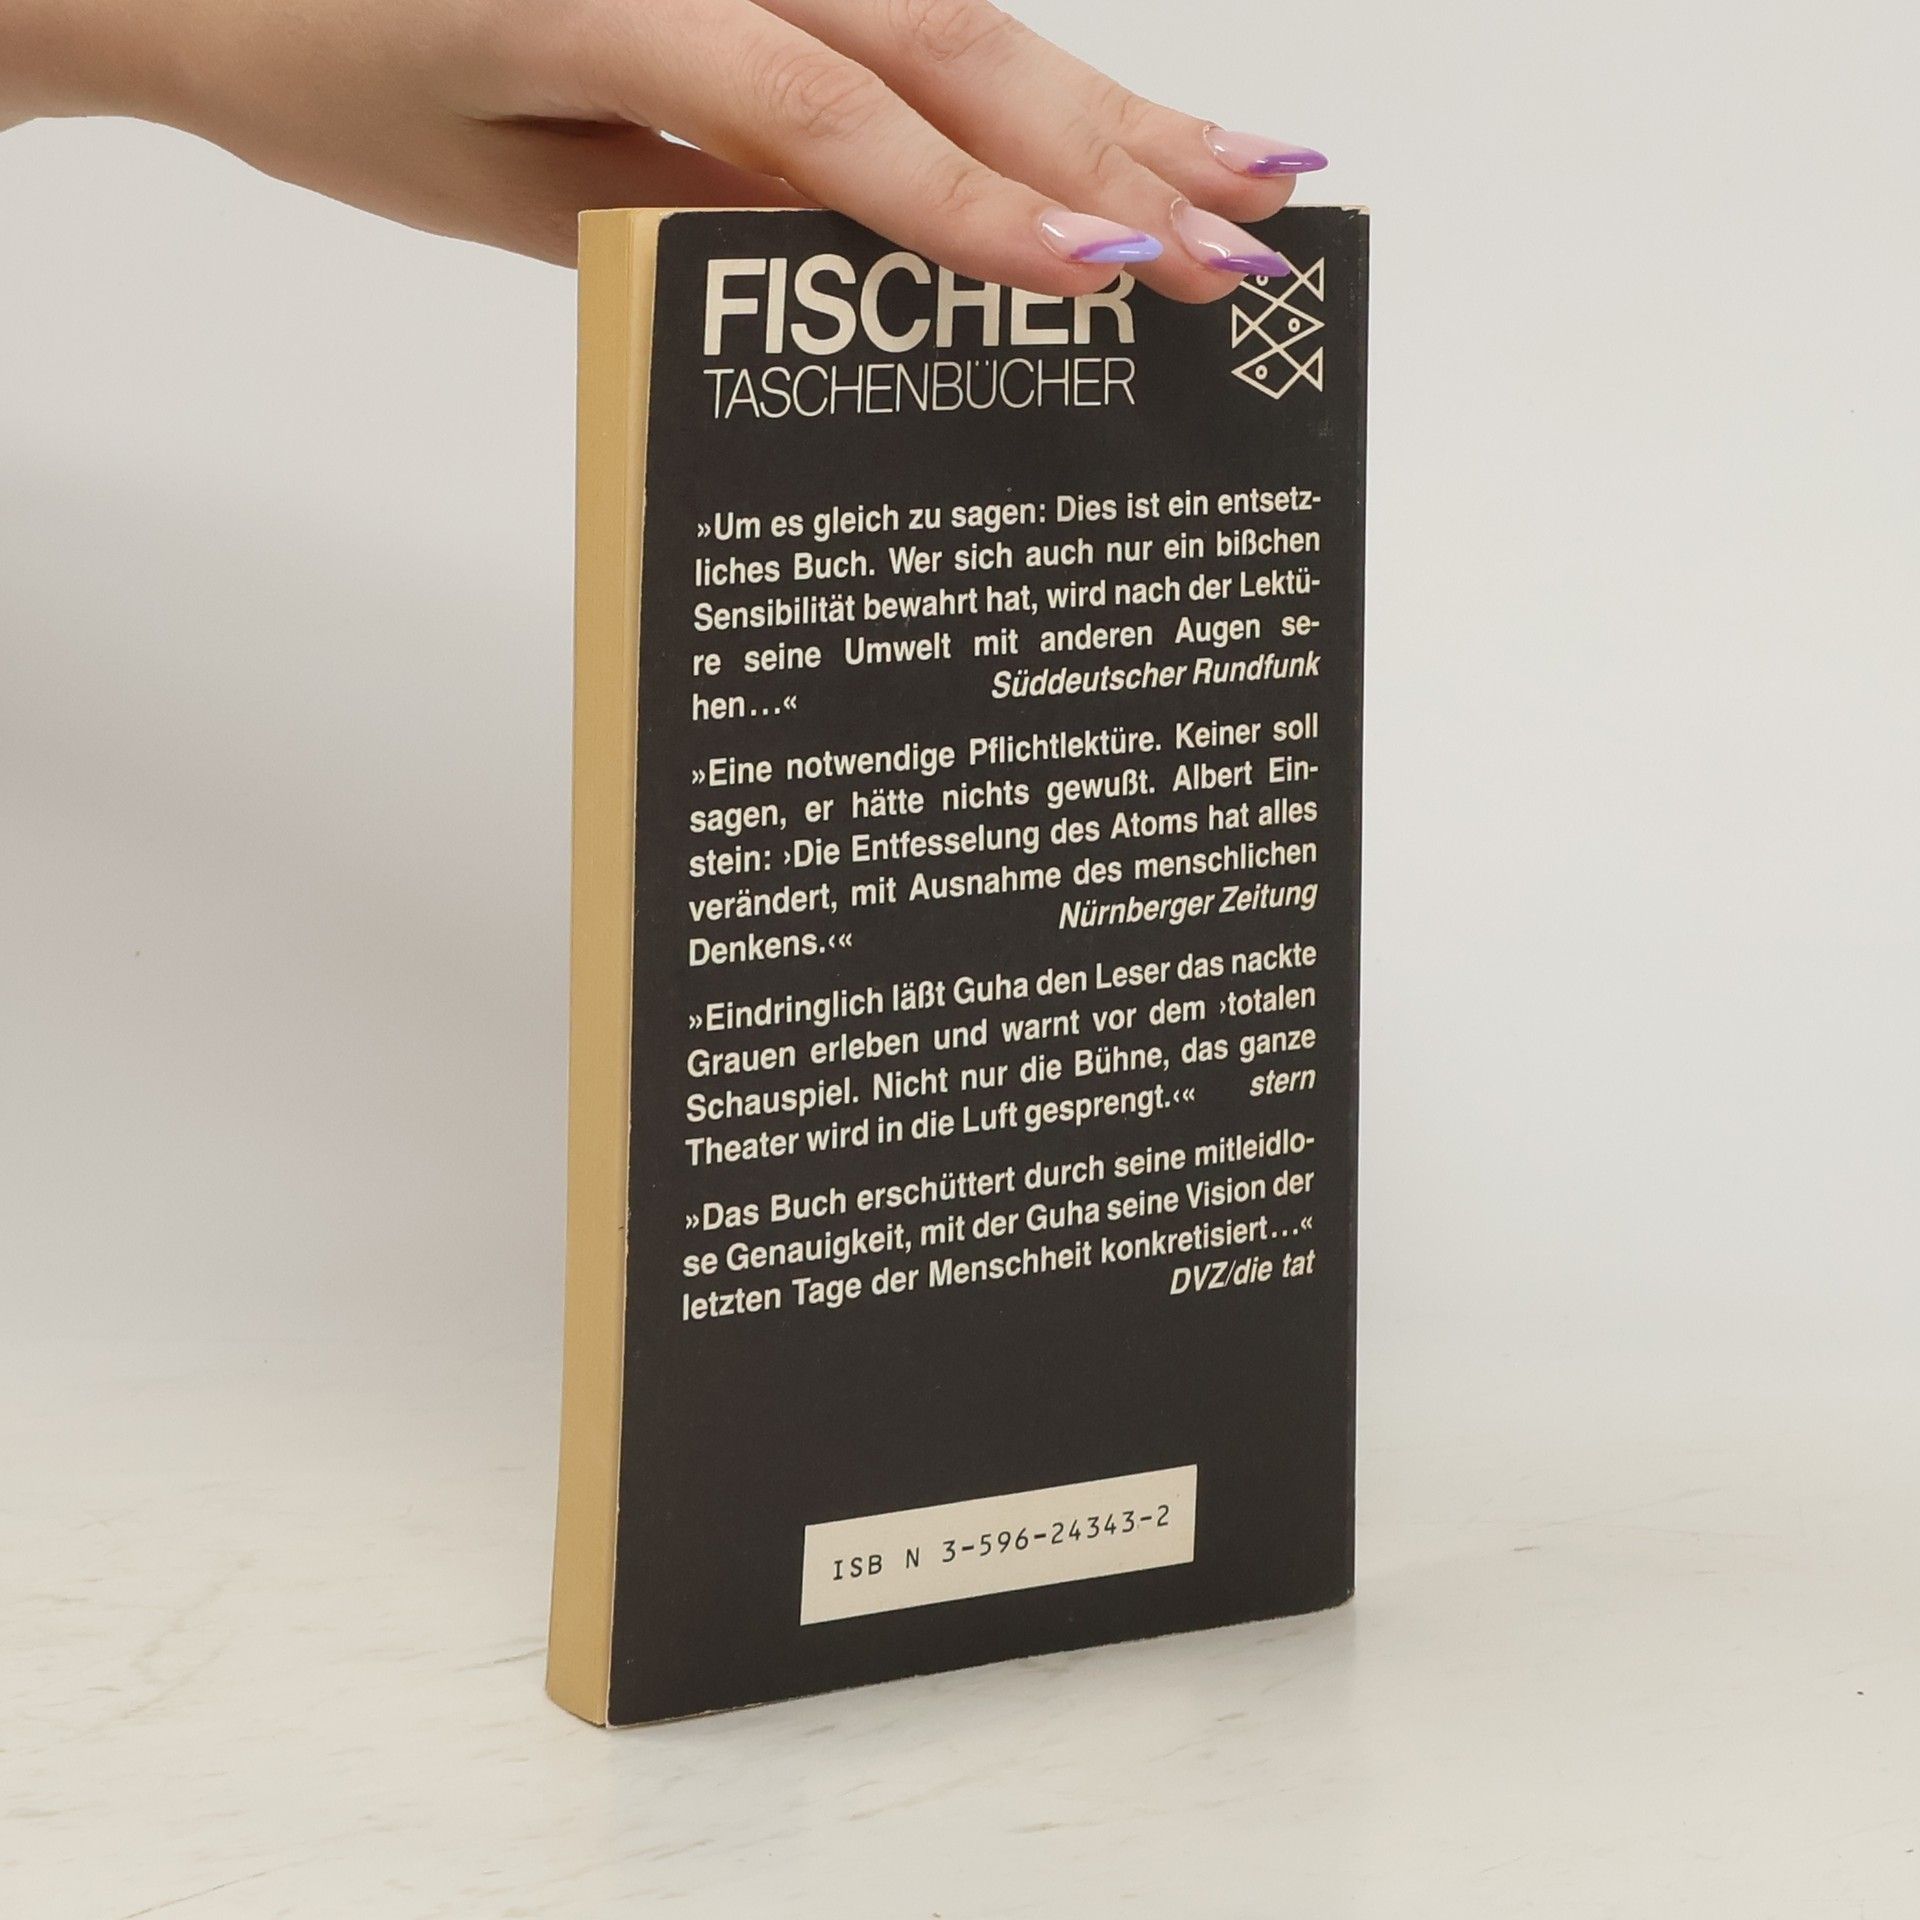 FISCHER
TASCHENBÜCHER
»Um es gleich zu sagen: Dies ist ein entsetz-
liches Buch. Wer sich auch nur ein bißchen
Sensibilität bewahrt hat, wird nach der Lektü-
re seine Umwelt mit anderen Augen se-
hen...« Süddeutscher Rundfunk
»Eine notwendige Pflichtlektüre. Keiner soll
sagen, er hätte nichts gewußt. Albert Ein-
stein: ›Die Entfesselung des Atoms hat alles
verändert, mit Ausnahme des menschlichen
Denkens.‹« Nürnberger Zeitung
»Eindringlich läßt Guha den Leser das nackte
Grauen erleben und warnt vor dem ›totalen
Schauspiel. Nicht nur die Bühne, das ganze
Theater wird in die Luft gesprengt.‹« stern
»Das Buch erschüttert durch seine mitleidlo-
se Genauigkeit, mit der Guha seine Vision der
letzten Tage der Menschheit konkretisiert...«
DVZ/die tat
ISB N 3-596-24343-2